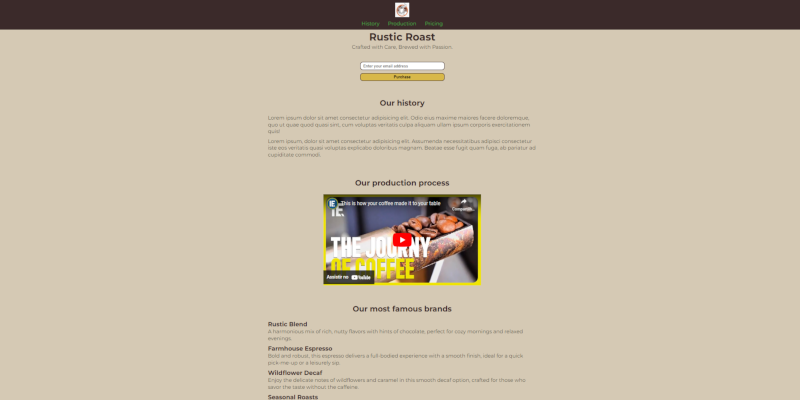 History Production Pricing
Rustic Roast
Crafted with Care, Brewed with Passion.
Enter your email address
Purchase
Our history
Lorem ipsum dolor sit amet consectetur adipisicing elit. Odio eius maxime maiores facere doloremque,
quo ut quae quod quasi sint, cum voluptas veritatis culpa aliquam ullam ipsum corporis exercitationem
quis!
Lorem ipsum, dolor sit amet consectetur adipisicing elit. Assumenda necessitatibus adipisci consectetur
iste eos veritatis quasi voluptas explicabo doloribus magnam. Beatae esse fugit quam fuga, ab pariatur ad
cupiditate commodi.
Our production process
IE
This is how your coffee made it to your table
IE.
THE JOURNY
OF COFFEE
YouTube
Our most famous brands
Rustic Blend
A harmonious mix of rich, nutty flavors with hints of chocolate, perfect for cozy mornings and relaxed
evenings.
Farmhouse Espresso
Bold and robust, this espresso delivers a full-bodied experience with a smooth finish, ideal for a quick
pick-me-up or a leisurely sip.
Wildflower Decaf
Enjoy the delicate notes of wildflowers and caramel in this smooth decaf option, crafted for those who
savor the taste without the caffeine
Seasonal Roasts